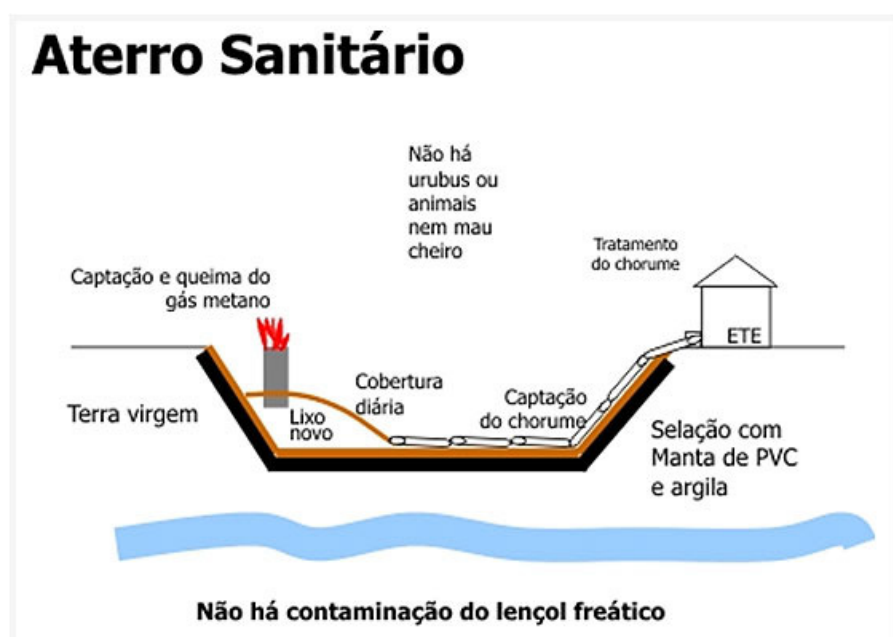 Aterro Sanitário
Não há
urubus ou
animais
nem mau
cheiro
Tratamento
do chorume
Captação e queima do
gás metano
ETE
Cobertura
diária
Captação
do chorume
Terra virgem
Lixo
novo
Selação com
Manta de PVC
e argila
Não há contaminação do lençol freático